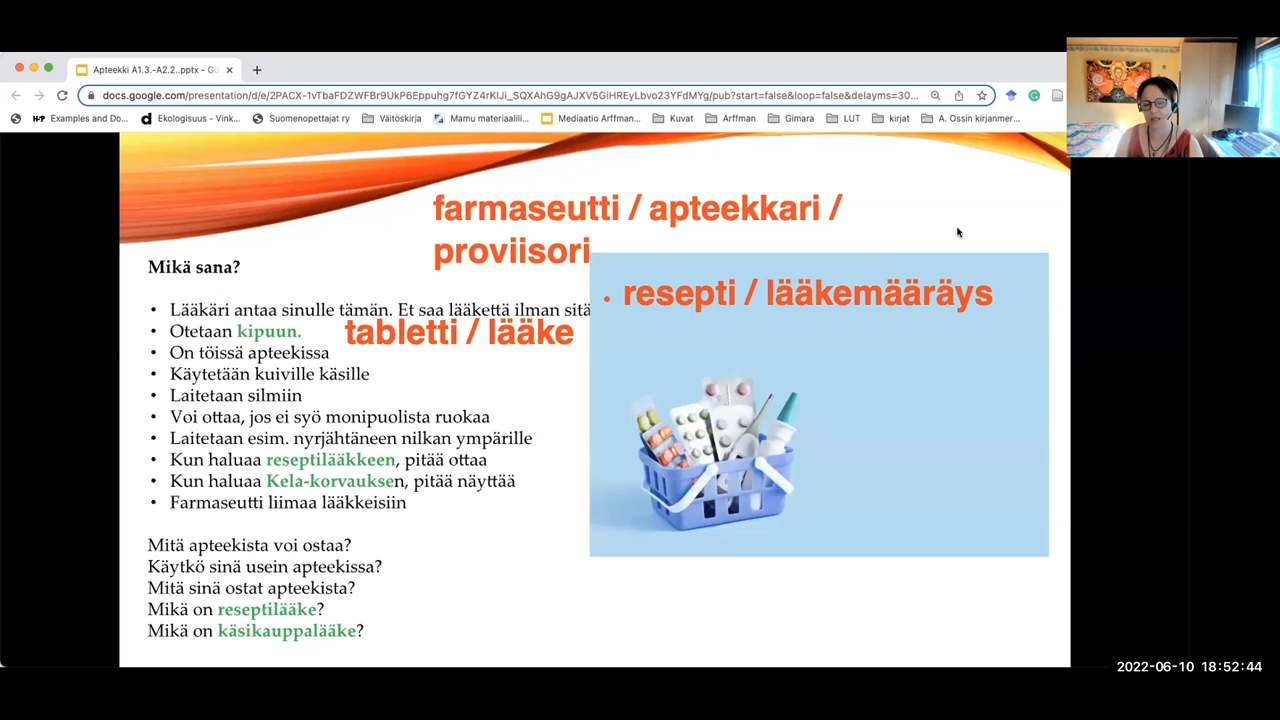 Apteekki A1.3.-A2.2..pptx - Go
docs.google.com/presentation/d/e/2PACX-1vTbaFDZWFBr9UkP6Eppuhg7fGYZ4rKIJi_SQXAhG9gAJXV5GiHREyLbvo23YFdMYg/pub?start=false&loop=false&delayms=30...
Examples and Do... Ekologisuus - Vink... Suomenopettajat ry Väitöskirja Mamu materiaalili... Mediaatio Arffman... Kuvat Arffman Gimara LUT kirjat A. Ossin kirjanmer...
farmaseutti / apteekkari /
proviisori
Mikä sana?
• resepti / lääkemääräys
• Lääkäri antaa sinulle tämän. Et saa lääkettä ilman sitä
• Otetaan kipuun.
tabletti / lääke
• On töissä apteekissa
• Käytetään kuiville käsille
• Laitetaan silmiin
• Voi ottaa, jos ei syö monipuolista ruokaa
• Laitetaan esim. nyrjähtäneen nilkan ympärille
• Kun haluaa reseptilääkkeen, pitää ottaa
• Kun haluaa Kela-korvauksen, pitää näyttää
• Farmaseutti liimaa lääkkeisiin
Mitä apteekista voi ostaa?
Käytkö sinä usein apteekissa?
Mitä sinä ostat apteekista?
Mikä on reseptilääke?
Mikä on käsikauppalääke?
2022-06-10 18:52:44